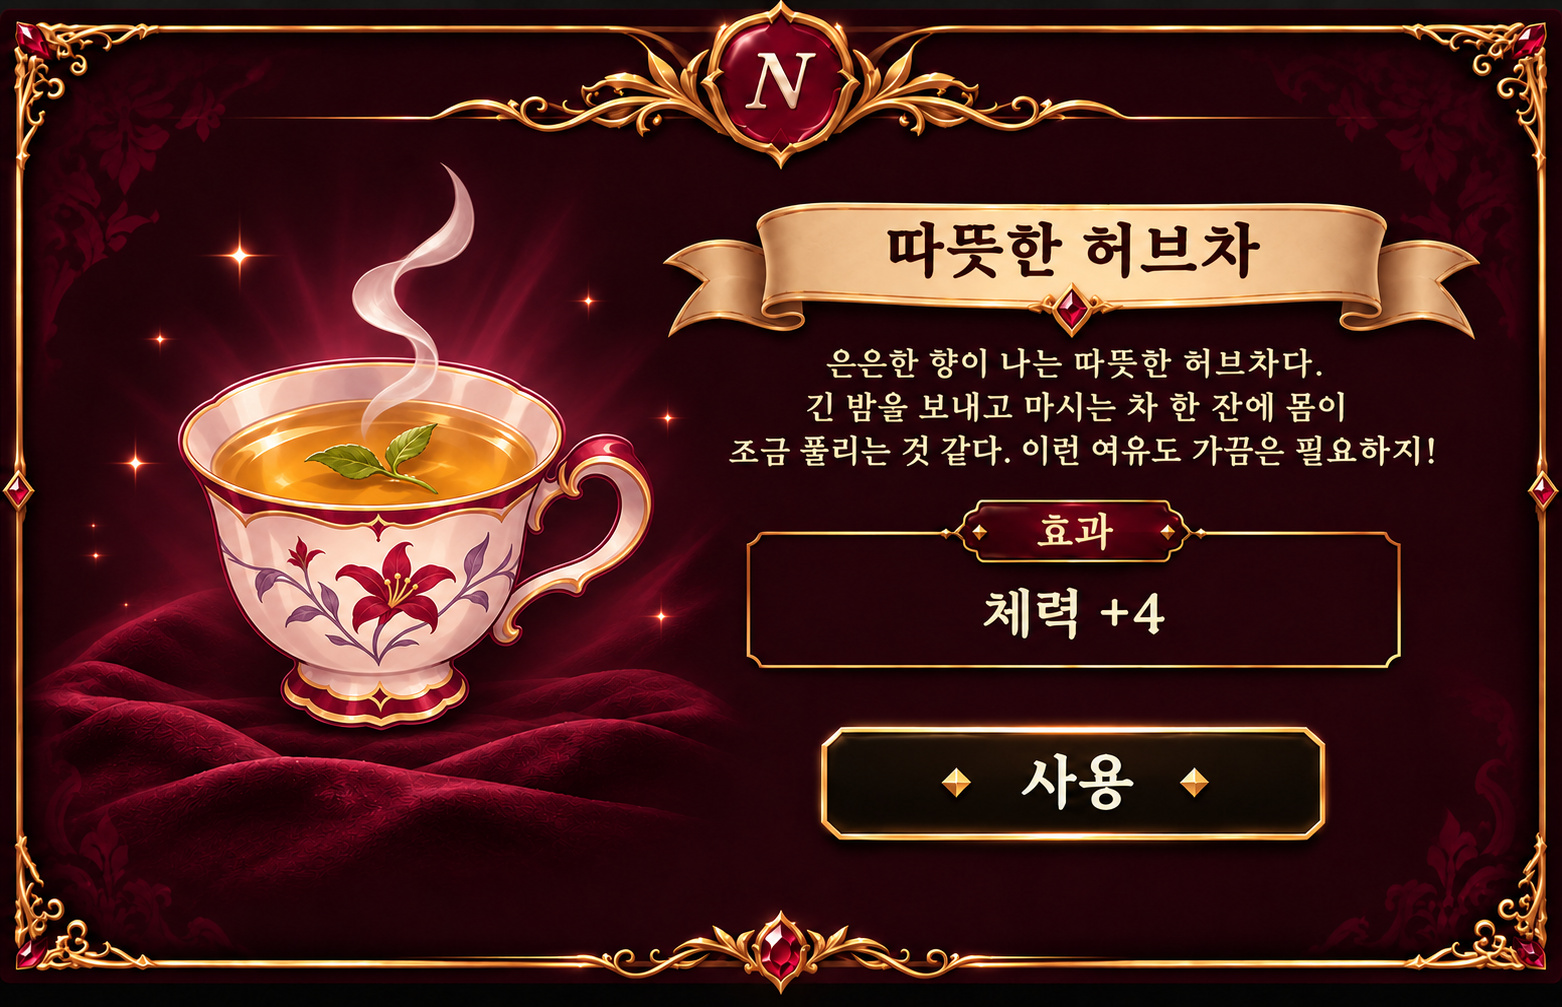 N
따뜻한 허브차
은은한 향이 나는 따뜻한 허브차다.
긴 밤을 보내고 마시는 차 한 잔에 몸이
조금 풀리는 것 같다. 이런 여유도 가끔은 필요하지!
효과
체력 +4
사용